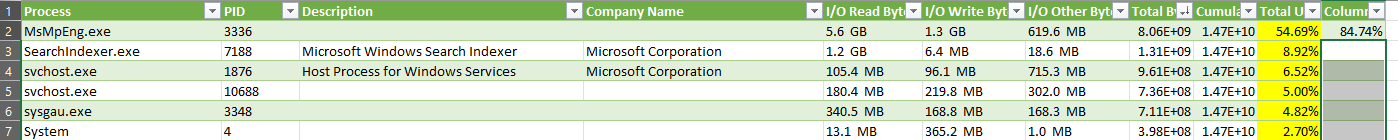 1 Process PID Description Company Name I/O Read Byt I/O Write Byt I/O Other Byt Total B Cumula Total U Column
2 MsMpEng.exe 3336 5.6 GB 1.3 GB 619.6 MB 8.06E+09 1.47E+10 54.69% 84.74%
3 SearchIndexer.exe 7188 Microsoft Windows Search Indexer Microsoft Corporation 1.2 GB 6.4 MB 18.6 MB 1.31E+09 1.47E+10 8.92%
4 svchost.exe 1876 Host Process for Windows Services Microsoft Corporation 105.4 MB 96.1 MB 715.3 MB 9.61E+08 1.47E+10 6.52%
5 svchost.exe 10688 180.4 MB 219.8 MB 302.0 MB 7.36E+08 1.47E+10 5.00%
6 sysgau.exe 3348 340.5 MB 168.8 MB 168.3 MB 7.11E+08 1.47E+10 4.82%
7 System 4 13.1 MB 365.2 MB 1.0 MB 3.98E+08 1.47E+10 2.70%